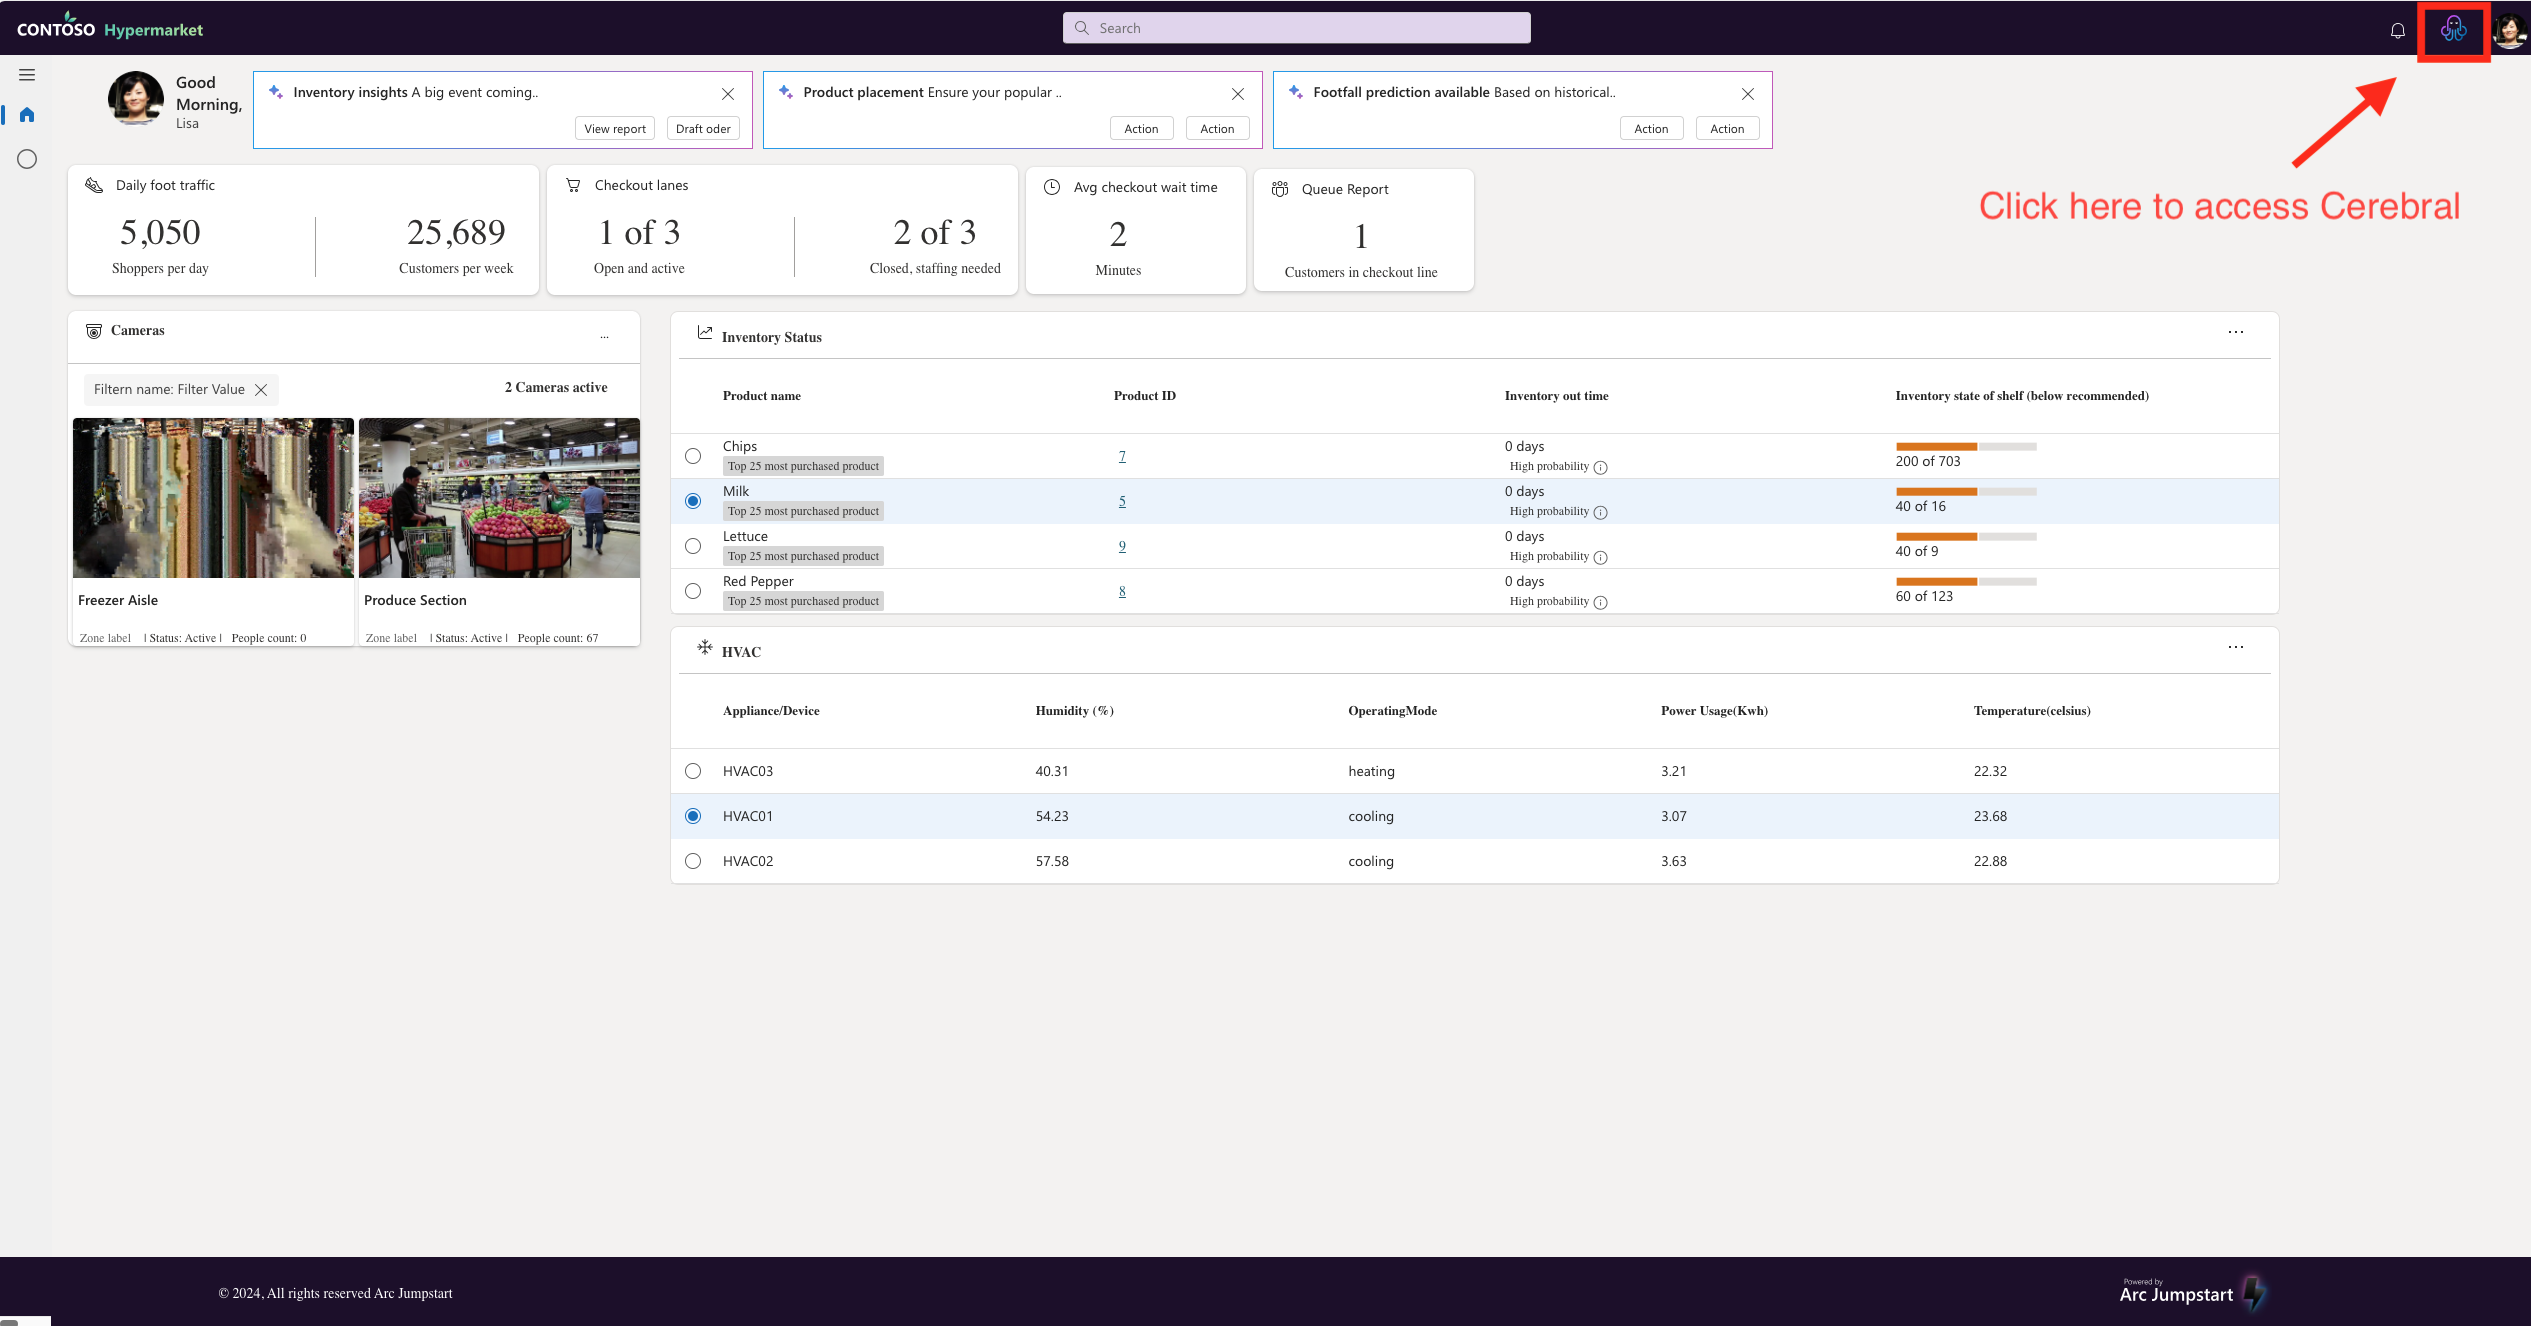 CONTOSO Hypermarket
Search
Click here to access Cerebral
Good
Morning,
Lisa
Inventory insights A big event coming..
View report
Draft oder
Product placement Ensure your popular ..
Action
Action
Footfall prediction available Based on historical..
Action
Action
Daily foot traffic
5,050
Shoppers per day
25,689
Customers per week
Checkout lanes
1 of 3
Open and active
2 of 3
Closed, staffing needed
Avg checkout wait time
2
Minutes
Queue Report
1
Customers in checkout line
Cameras
...
Filtern name: Filter Value
2 Cameras active
Freezer Aisle
Zone label | Status: Active | People count: 0
Produce Section
Zone label | Status: Active | People count: 67
Inventory Status
...
Product name Product ID Inventory out time Inventory state of shelf (below recommended)
Chips
Top 25 most purchased product
7
0 days
High probability
200 of 703
Milk
Top 25 most purchased product
5
0 days
High probability
40 of 16
Lettuce
Top 25 most purchased product
9
0 days
High probability
40 of 9
Red Pepper
Top 25 most purchased product
8
0 days
High probability
60 of 123
HVAC
...
Appliance/Device Humidity (%) OperatingMode Power Usage(Kwh) Temperature(celsius)
HVAC03 40.31 heating 3.21 22.32
HVAC01 54.23 cooling 3.07 23.68
HVAC02 57.58 cooling 3.63 22.88
© 2024, All rights reserved Arc Jumpstart
Powered by
Arc Jumpstart